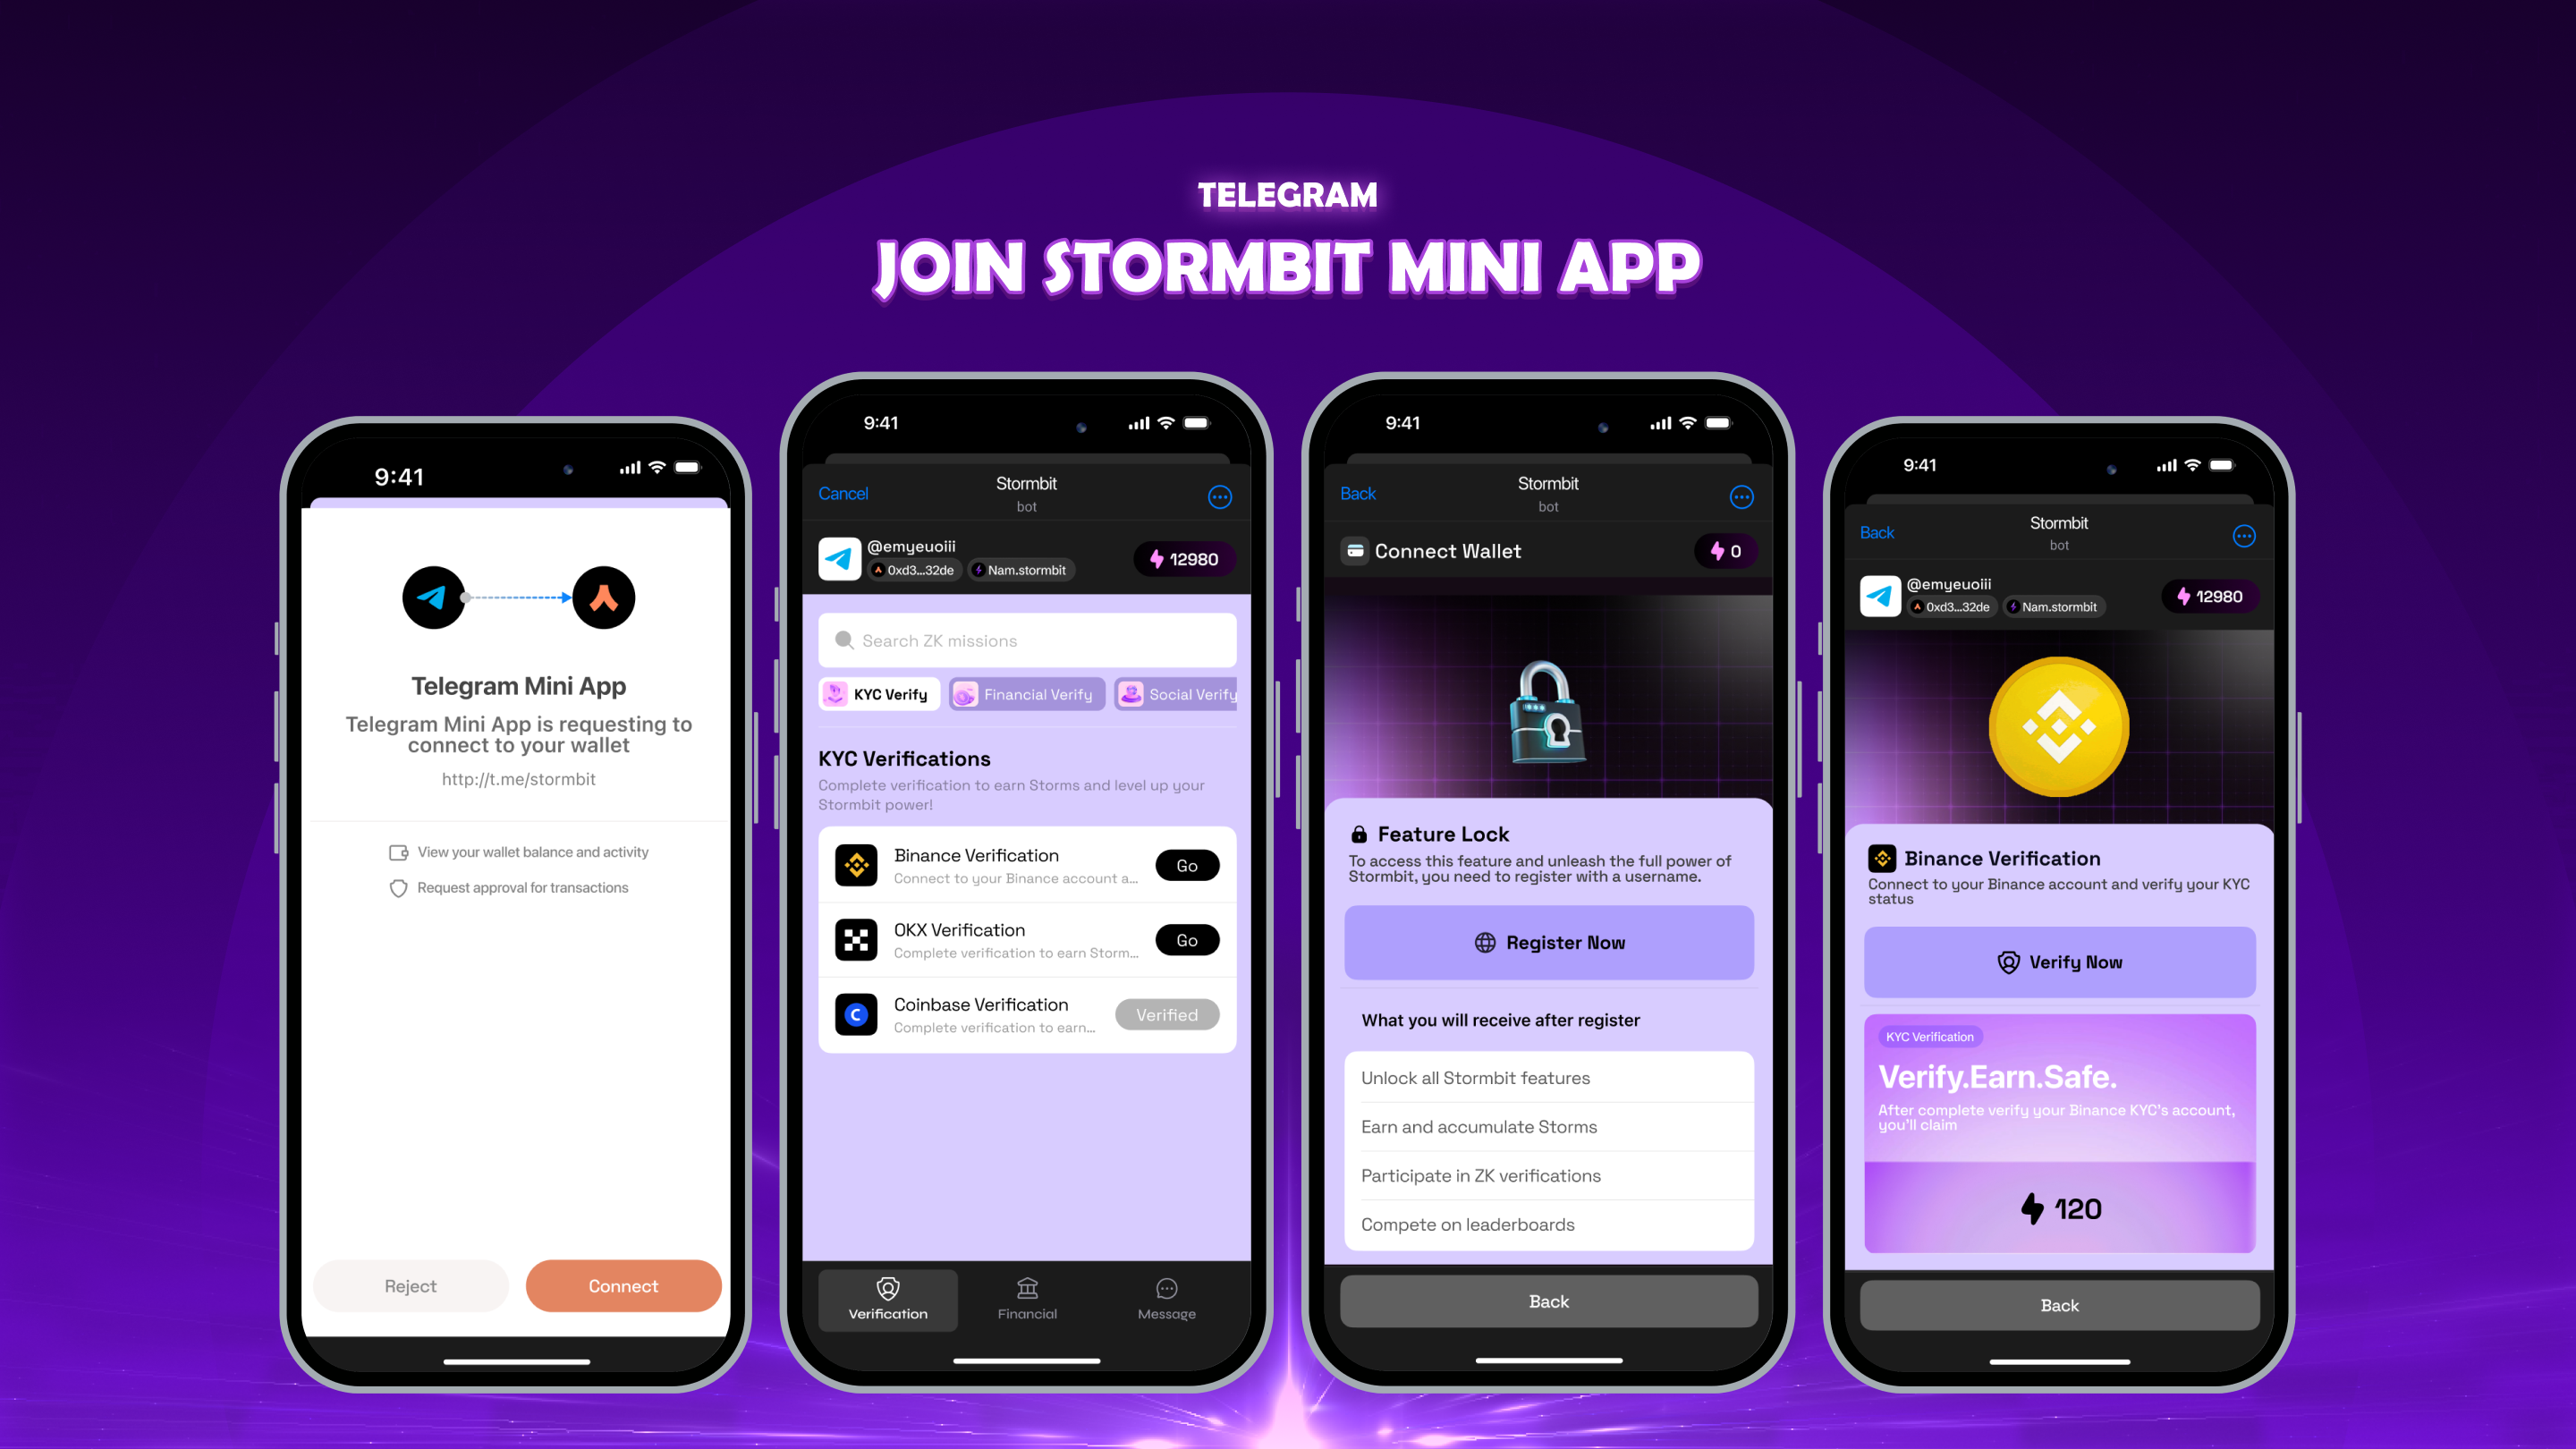 TELEGRAM
JOIN STORMBIT MINI APP
9:41
Telegram Mini App
Telegram Mini App is requesting to
connect to your wallet
http://t.me/stormbit
View your wallet balance and activity
Request approval for transactions
Reject
Connect
9:41
Cancel
Stormbit
bot
@emyeuoiii
0xd3...32de
Nam.stormbit
12980
Search ZK missions
KYC Verify
Financial Verify
Social Verify
KYC Verifications
Complete verification to earn Storms and level up your
Stormbit power!
Binance Verification
Connect to your Binance account a...
Go
OKX Verification
Complete verification to earn Storm...
Go
Coinbase Verification
Complete verification to earn...
Verified
Verification
Financial
Message
9:41
Back
Stormbit
bot
Connect Wallet
0
Feature Lock
To access this feature and unleash the full power of
Stormbit, you need to register with a username.
Register Now
What you will receive after register
Unlock all Stormbit features
Earn and accumulate Storms
Participate in ZK verifications
Compete on leaderboards
Back
9:41
Back
Stormbit
bot
@emyeuoiii
0xd3...32de
Nam.stormbit
12980
Binance Verification
Connect to your Binance account and verify your KYC
status
Verify Now
KYC Verification
Verify.Earn.Safe.
After complete verify your Binance KYC's account,
you'll claim
120
Back